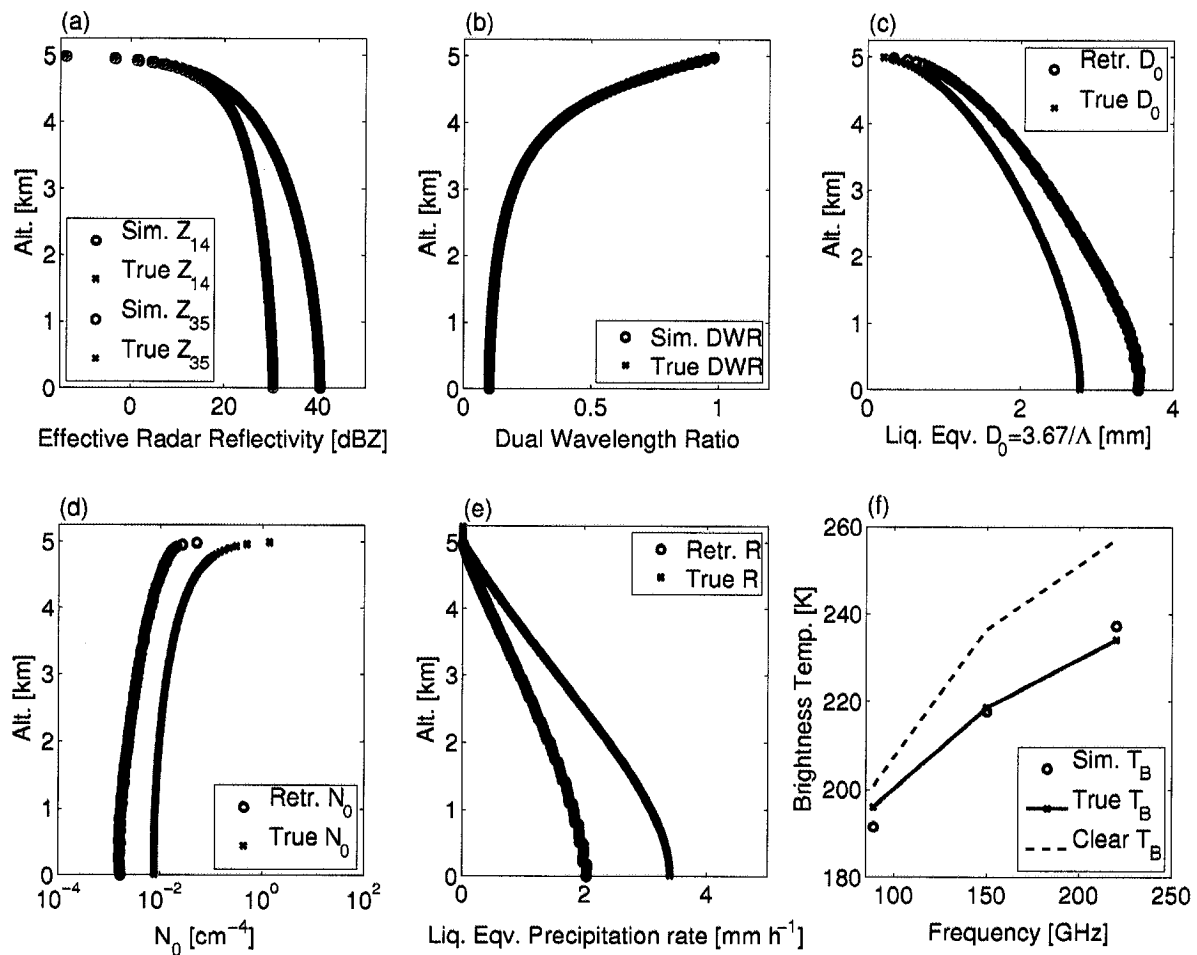 (a)
5
4
3
2
1
0
Alt. [km]
Sim. Z14
True Z14
Sim. Z35
True Z35
0 20 40
Effective Radar Reflectivity [dBZ]
(b)
5
4
3
2
1
0
Alt. [km]
Sim. DWR
True DWR
0 0.5 1
Dual Wavelength Ratio
(c)
5
4
3
2
1
0
Alt. [km]
Retr. D0
True D0
0 2 4
Liq. Eqv. D0=3.67/Λ [mm]
(d)
5
4
3
2
1
0
Alt. [km]
Retr. N0
True N0
10−4 10−2 100 102
N0 [cm−4]
(e)
5
4
3
2
1
0
Alt. [km]
Retr. R
True R
0 2 4
Liq. Eqv. Precipitation rate [mm h−1]
(f)
260
240
220
200
180
Brightness Temp. [K]
Sim. TB
True TB
Clear TB
100 150 200 250
Frequency [GHz]